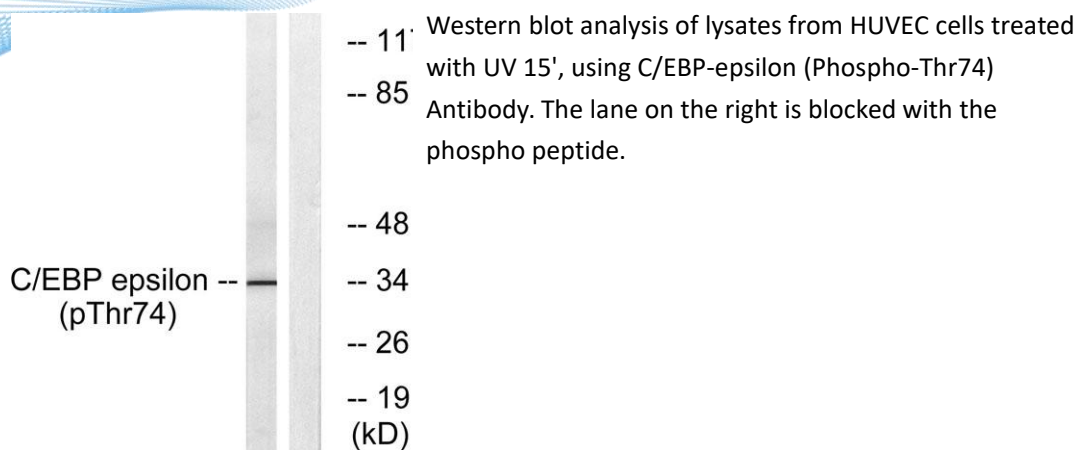 Western blot analysis of lysates from HUVEC cells treated
with UV 15', using C/EBP-epsilon (Phospho-Thr74)
Antibody. The lane on the right is blocked with the
phospho peptide.
-- 85
-- 48
C/EBP epsilon --
(pThr74)
-- 34
-- 26
-- 19
(kD)